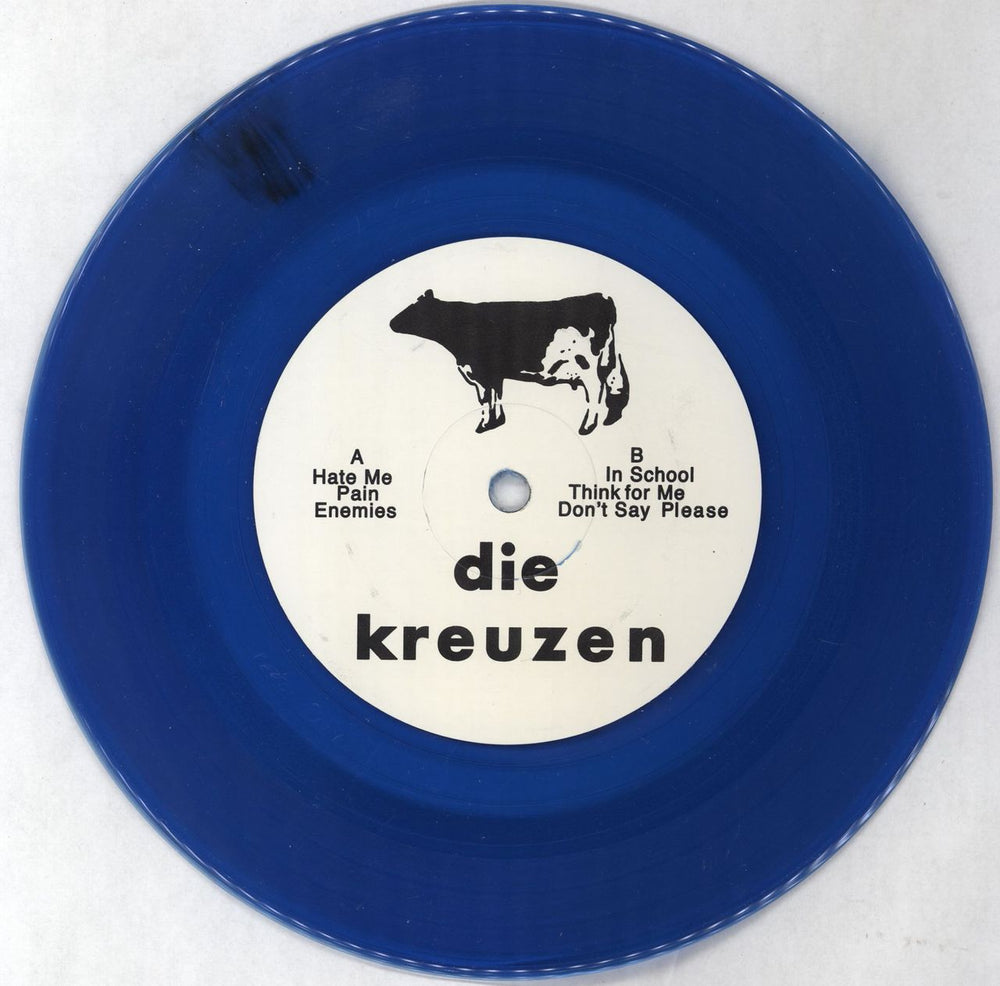 A
Hate Me
Pain
Enemies
B
In School
Think for Me
Don't Say Please
die
kreuzen